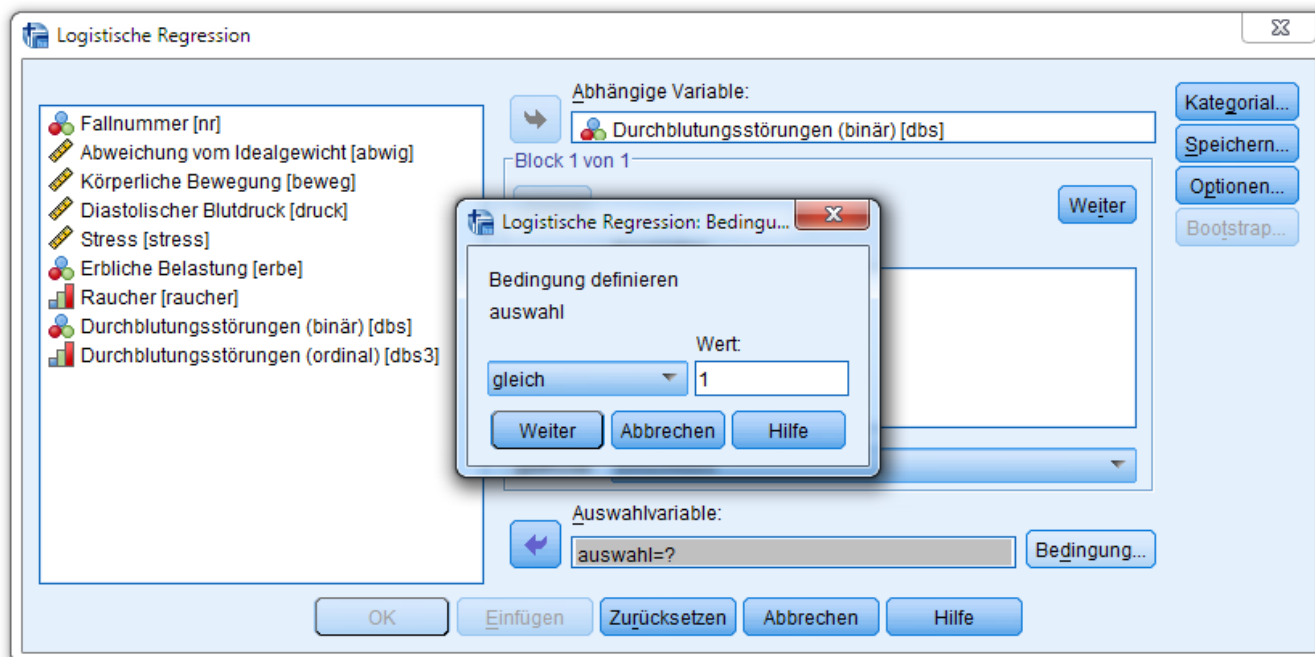 Logistische Regression
Abhängige Variable:
Durchblutungsstörungen (binär) [dbs]
Fallnummer [nr]
Abweichung vom Idealgewicht [abwig]
Körperliche Bewegung [beweg]
Diastolischer Blutdruck [druck]
Stress [stress]
Erbliche Belastung [erbe]
Raucher [raucher]
Durchblutungsstörungen (binär) [dbs]
Durchblutungsstörungen (ordinal) [dbs3]
Block 1 von 1
Weiter
Logistische Regression: Bedingu...
Bedingung definieren
auswahl
Wert:
gleich
1
Weiter
Abbrechen
Hilfe
Auswahlvariable:
auswahl=?
Bedingung...
Kategorial...
Speichern...
Optionen...
Bootstrap...
OK
Einfügen
Zurücksetzen
Abbrechen
Hilfe